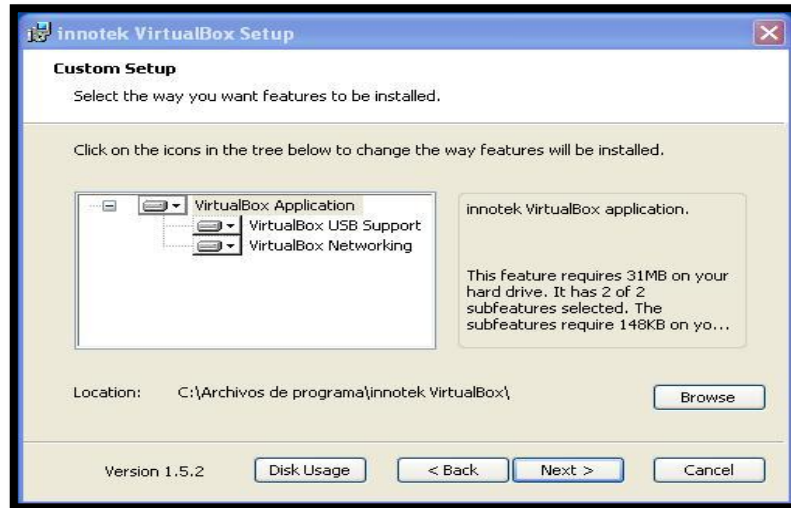 innotek VirtualBox Setup
Custom Setup
Select the way you want features to be installed.
Click on the icons in the tree below to change the way features will be installed.
VirtualBox Application
VirtualBox USB Support
VirtualBox Networking
innotek VirtualBox application.
This feature requires 31MB on your
hard drive. It has 2 of 2
subfeatures selected. The
subfeatures require 148KB on yo...
Location: C:\Archivos de programa\innotek VirtualBox\
Browse
Version 1.5.2 Disk Usage < Back Next > Cancel